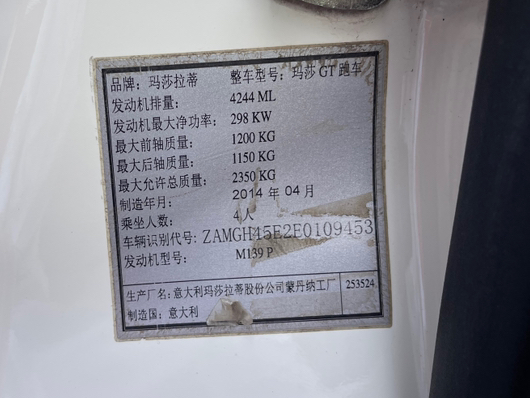 品牌：玛莎拉蒂 整车型号：玛莎 GT 跑车
发动机排量： 4244 ML
发动机最大净功率： 298 KW
最大前轴质量： 1200 KG
最大后轴质量： 1150 KG
最大允许总质量： 2350 KG
制造年月： 2014 年 04 月
乘坐人数： 4 人
车辆识别代号: ZAMGH45E2E0109453
发动机型号: M139 P
生产厂名：意大利玛莎拉蒂股份公司蒙丹纳工厂 253524
制造国：意大利